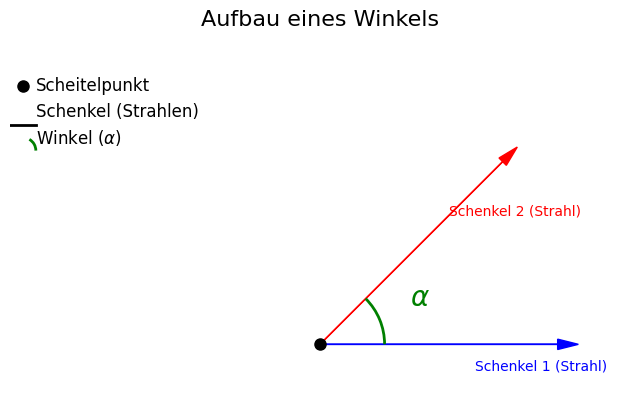 Aufbau eines Winkels
Scheitelpunkt
Schenkel (Strahlen)
Winkel (α)
Schenkel 2 (Strahl)
α
Schenkel 1 (Strahl)